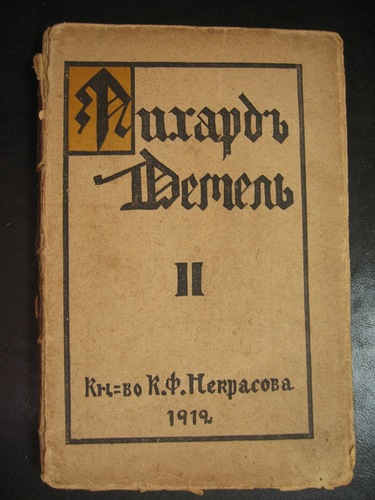 Рихардъ
Демель
II
Кн=во К.Ф. Некрасова
1912